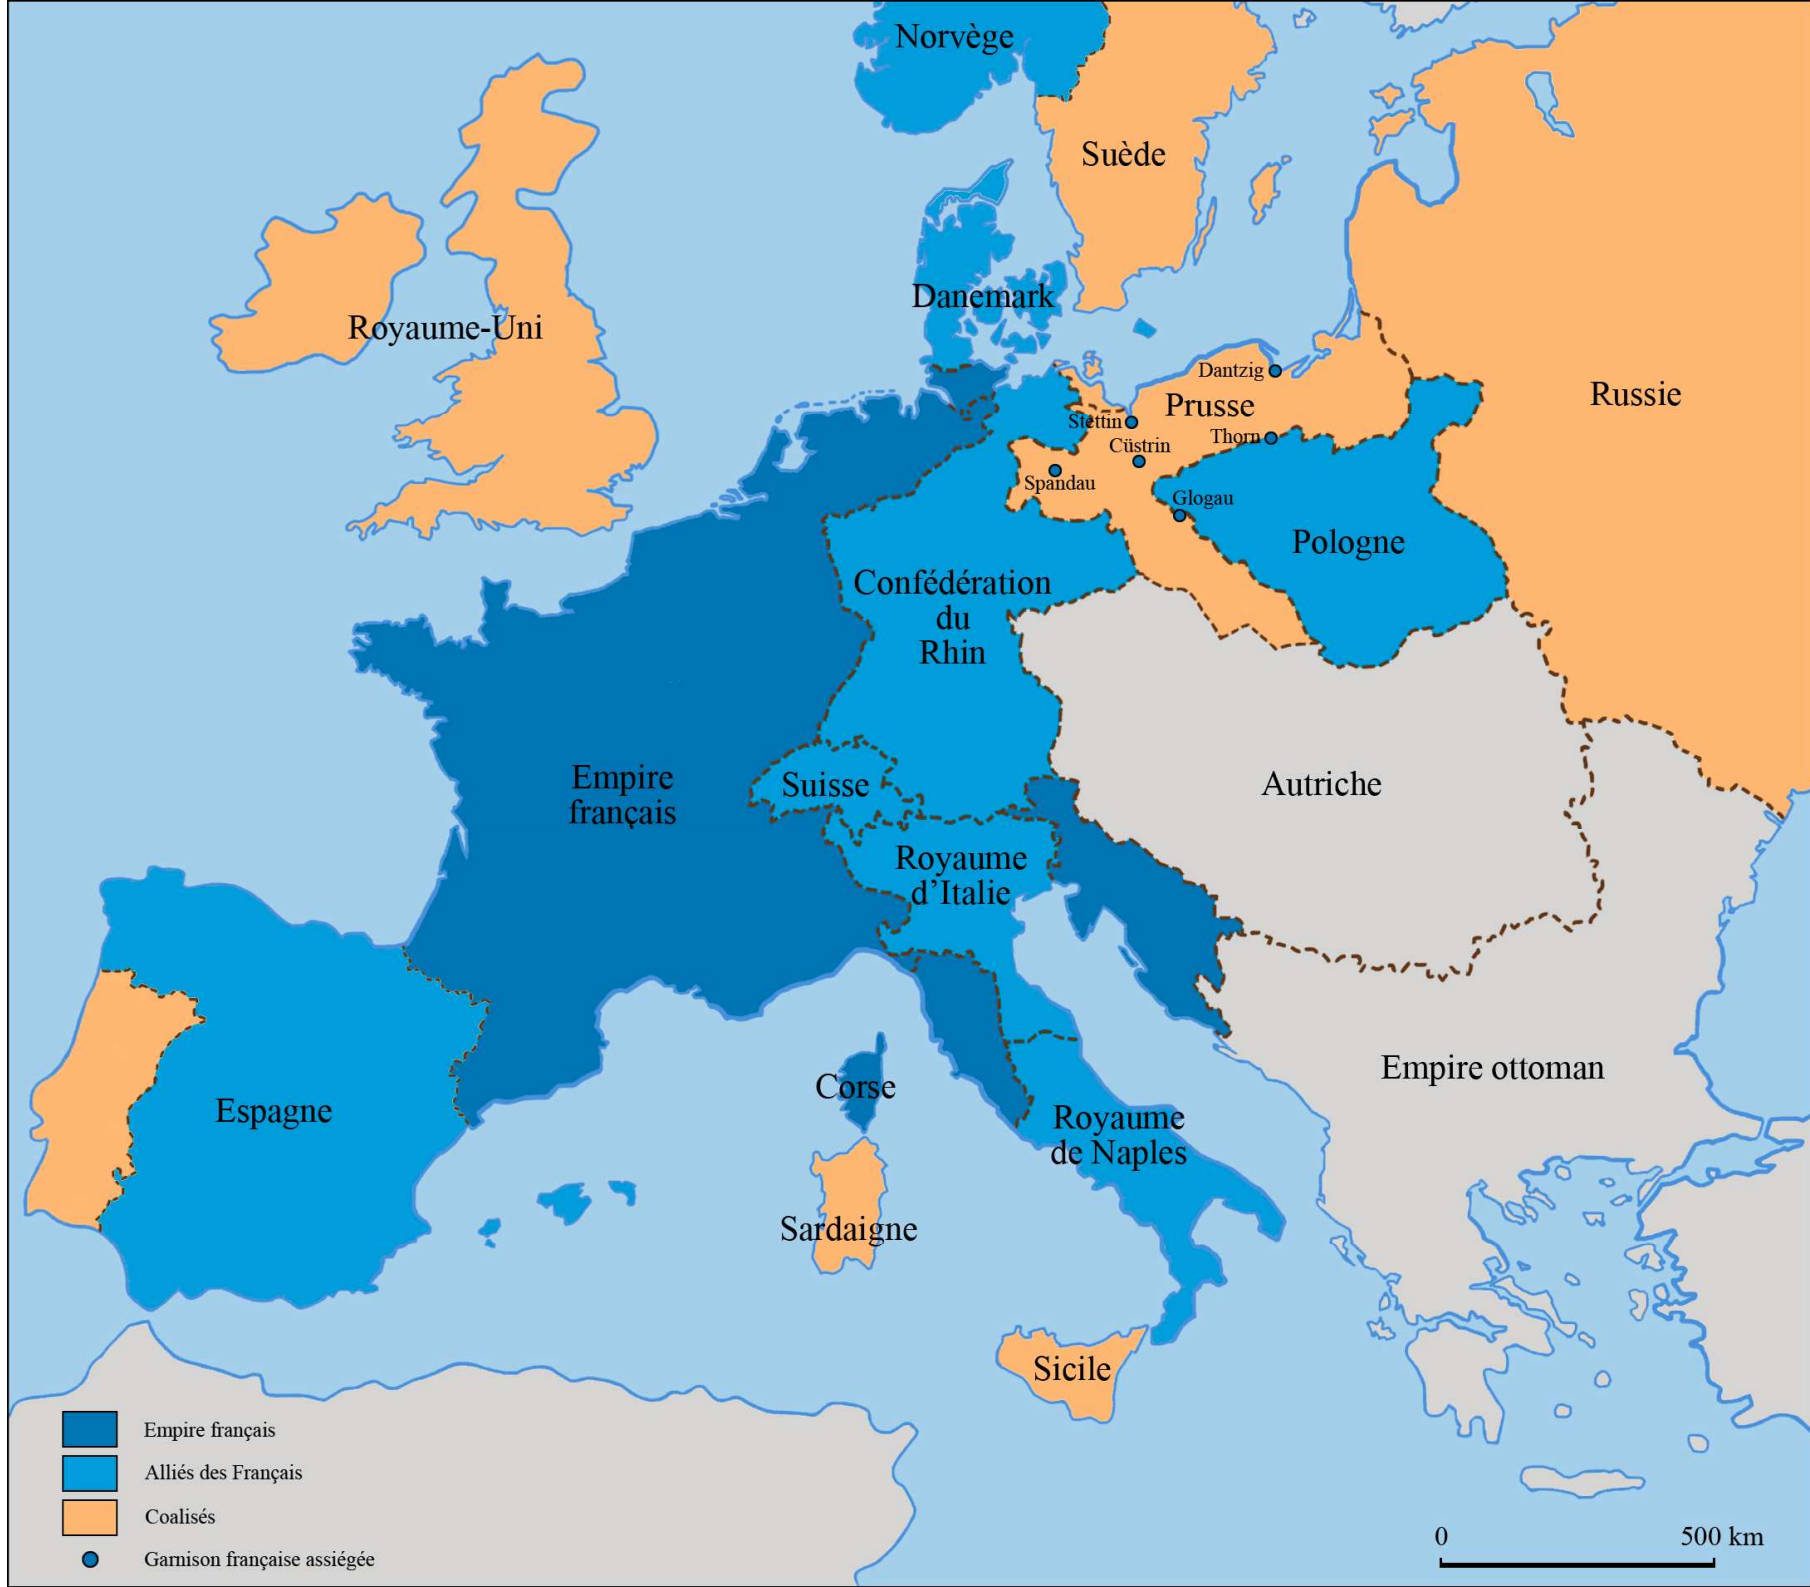 Norvège
Suède
Danemark
Royaume-Uni
Dantzig
Prusse
Russie
Stettin
Thorn
Cüstrin
Spandau
Glogau
Pologne
Confédération
du
Rhin
Empire
français
Suisse
Autriche
Royaume
d’Italie
Empire ottoman
Corse
Espagne
Royaume
de Naples
Sardaigne
Sicile
Empire français
Alliés des Français
Coalisés
Garnison française assiégée
0 500 km